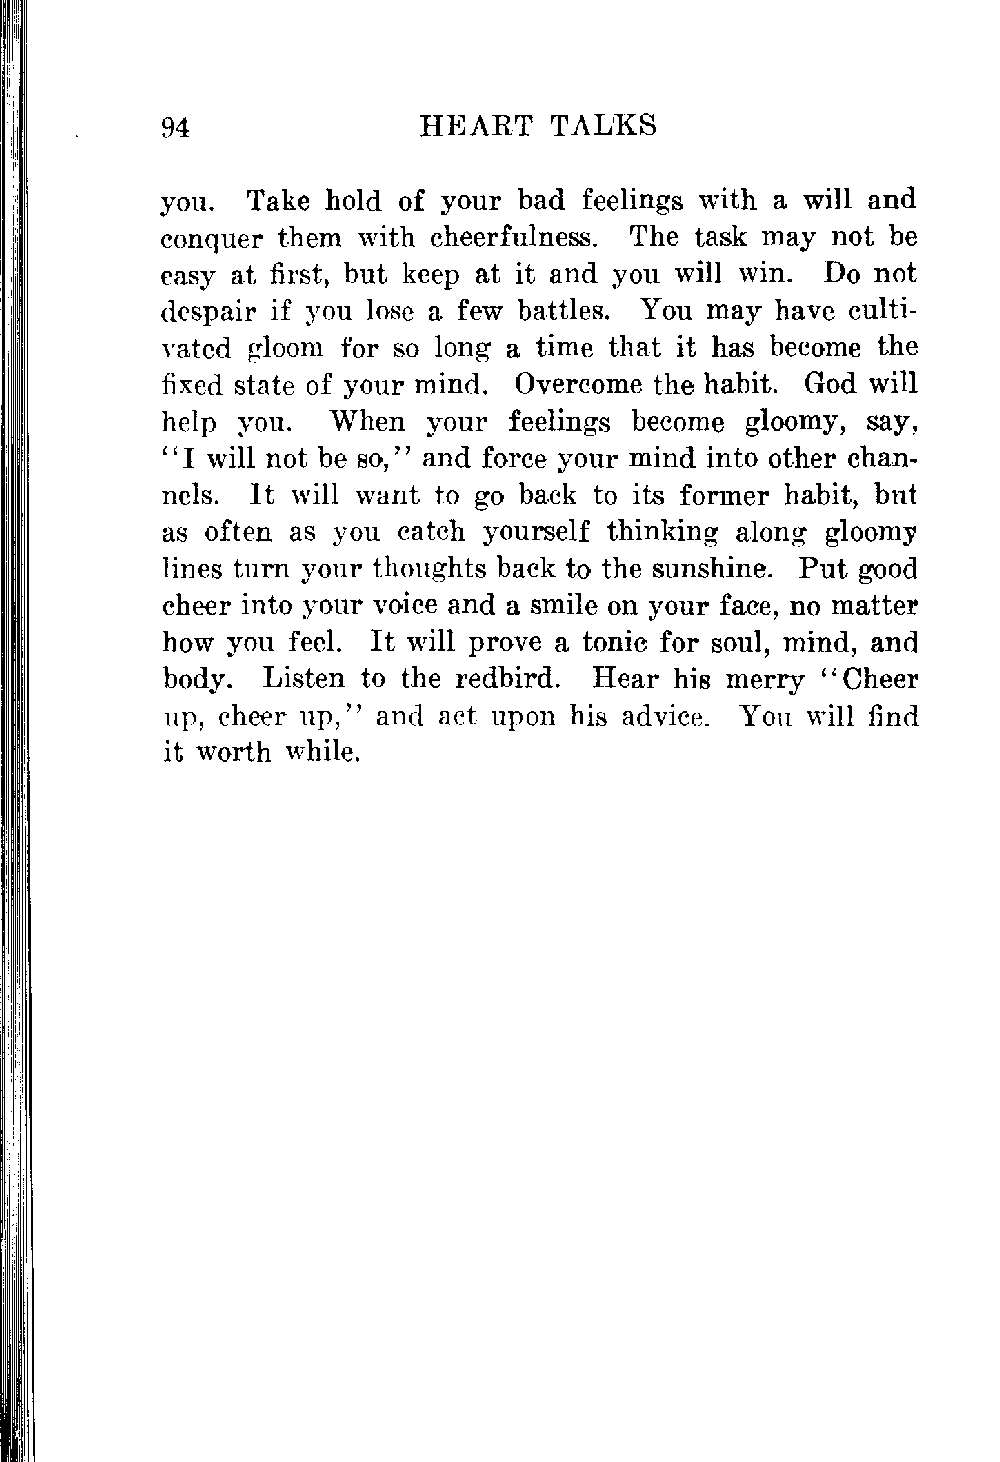 94 HEART TALKS
you. Take hold of your bad feelings with a will and
conquer them with cheerfulness. The task may not be
easy at first, but keep at it and you will win. Do not
despair if you lose a few battles. You may have culti-
vated gloom for so long a time that it has become the
fixed state of your mind. Overcome the habit. God will
help you. When your feelings become gloomy, say,
"I will not be so," and force your mind into other chan-
nels. It will want to go back to its former habit, but
as often as you catch yourself thinking along gloomy
lines turn your thoughts back to the sunshine. Put good
cheer into your voice and a smile on your face, no matter
how you feel. It will prove a tonic for soul, mind, and
body. Listen to the redbird. Hear his merry "Cheer
up, cheer up," and act upon his advice. You will find
it worth while.